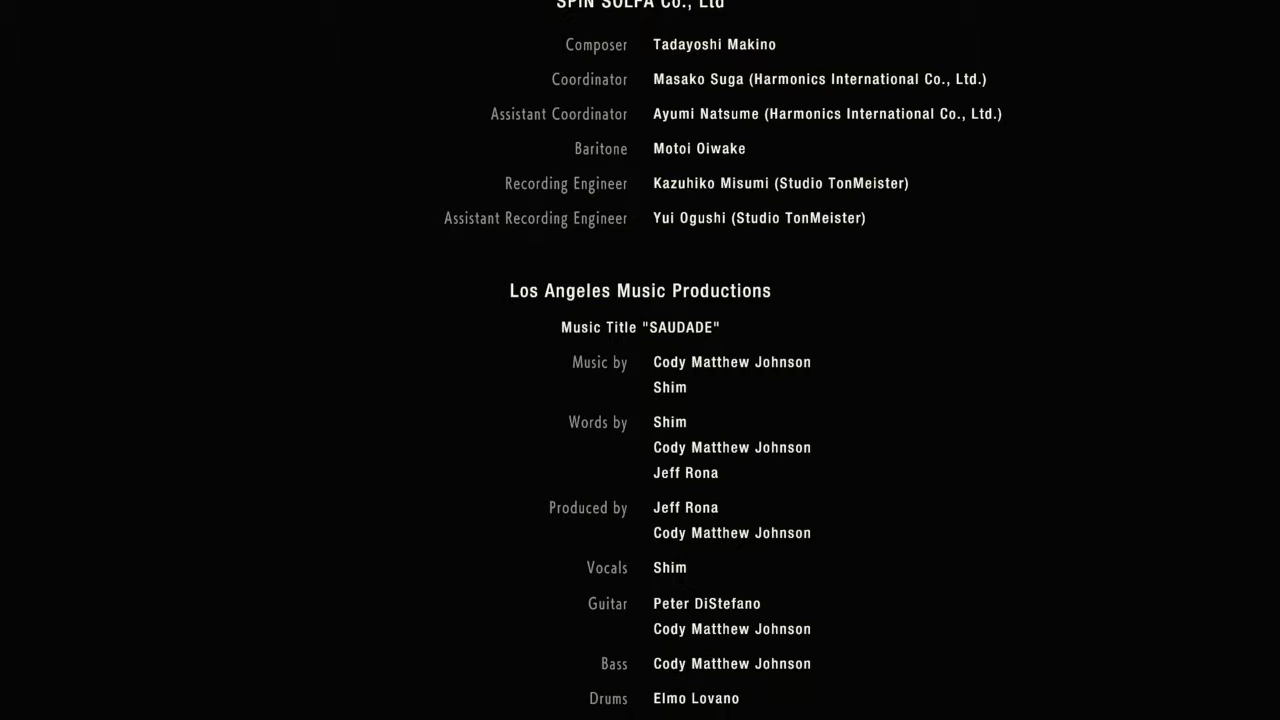 SPIN SOLFA Co., Ltd
Composer Tadayoshi Makino
Coordinator Masako Suga (Harmonics International Co., Ltd.)
Assistant Coordinator Ayumi Natsume (Harmonics International Co., Ltd.)
Baritone Motoi Oiwake
Recording Engineer Kazuhiko Misumi (Studio TonMeister)
Assistant Recording Engineer Yui Ogushi (Studio TonMeister)
Los Angeles Music Productions
Music Title "SAUDADE"
Music by Cody Matthew Johnson
Shim
Words by Shim
Cody Matthew Johnson
Jeff Rona
Produced by Jeff Rona
Cody Matthew Johnson
Vocals Shim
Guitar Peter DiStefano
Cody Matthew Johnson
Bass Cody Matthew Johnson
Drums Elmo Lovano